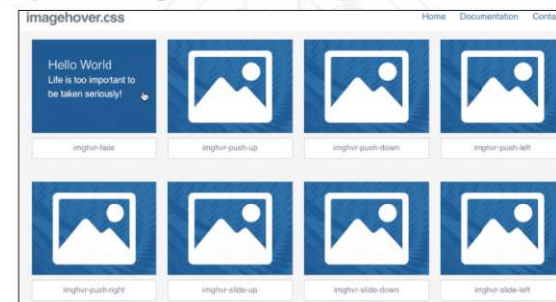 imagehover.css
Home Documentation Conta
Hello World
Life is too important to
be taken seriously!
imghvr-fade
imghvr-push-up
imghvr-push-down
imghvr-push-left
imghvr-push-right
imghvr-slide-up
imghvr-slide-down
imghvr-slide-left